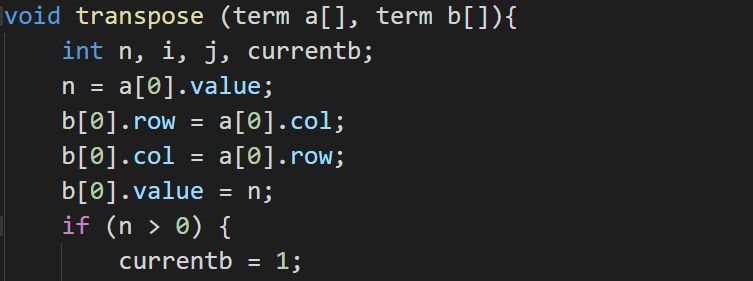 void transpose (term a[], term b[]){
    int n, i, j, currentb;
    n = a[0].value;
    b[0].row = a[0].col;
    b[0].col = a[0].row;
    b[0].value = n;
    if (n > 0) {
        currentb = 1;